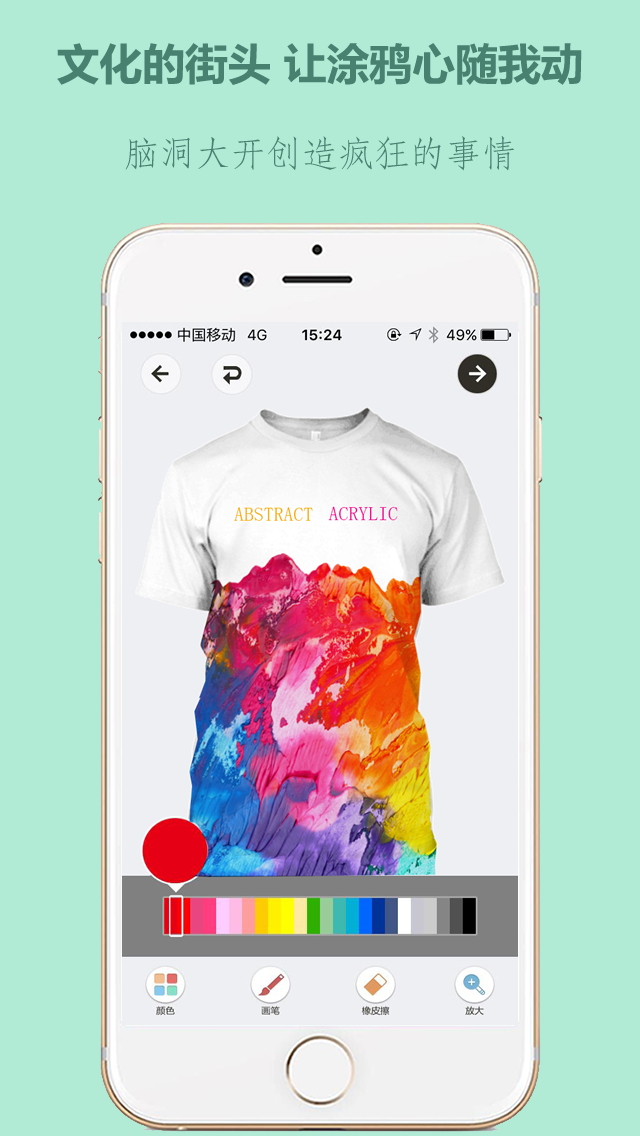 文化的街头 让涂鸦心随我动
脑洞大开创造疯狂的事情
中国移动 4G 15:24 49%
ABSTRACT ACRYLIC
颜色 画笔 橡皮擦 放大